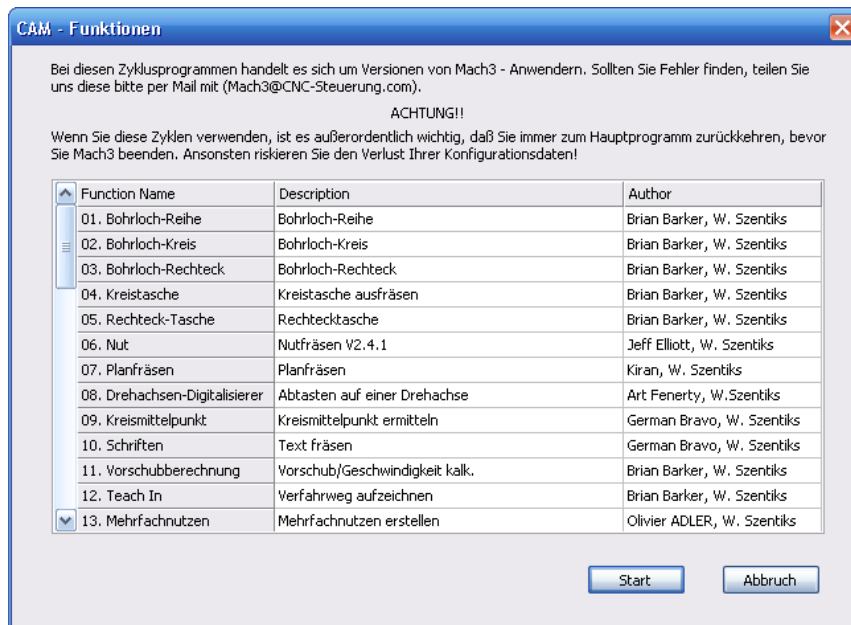 CAM - Funktionen
Bei diesen Zyklusprogrammen handelt es sich um Versionen von Mach3 - Anwendern. Sollten Sie Fehler finden, teilen Sie
uns diese bitte per Mail mit (Mach3@CNC-Steuerung.com).
ACHTUNG!!
Wenn Sie diese Zyklen verwenden, ist es außerordentlich wichtig, daß Sie immer zum Hauptprogramm zurückkehren, bevor
Sie Mach3 beenden. Ansonsten riskieren Sie den Verlust Ihrer Konfigurationsdaten!
Function Name Description Author
01. Bohrloch-Reihe Bohrloch-Reihe Brian Barker, W. Szentiks
02. Bohrloch-Kreis Bohrloch-Kreis Brian Barker, W. Szentiks
03. Bohrloch-Rechteck Bohrloch-Rechteck Brian Barker, W. Szentiks
04. Kreistasche Kreistasche ausfräsen Brian Barker, W. Szentiks
05. Rechteck-Tasche Rechtecktasche Brian Barker, W. Szentiks
06. Nut Nutfräsen V2.4.1 Jeff Elliott, W. Szentiks
07. Planfräsen Planfräsen Kiran, W. Szentiks
08. Drehachsen-Digitalisierer Abtasten auf einer Drehachse Art Fenerty, W.Szentiks
09. Kreismittelpunkt Kreismittelpunkt ermitteln German Bravo, W. Szentiks
10. Schriften Text fräsen German Bravo, W. Szentiks
11. Vorschubberechnung Vorschub/Geschwindigkeit kalk. Brian Barker, W. Szentiks
12. Teach In Verfahrweg aufzeichnen Brian Barker, W. Szentiks
13. Mehrfachnutzen Mehrfachnutzen erstellen Olivier ADLER, W. Szentiks
Start Abbruch